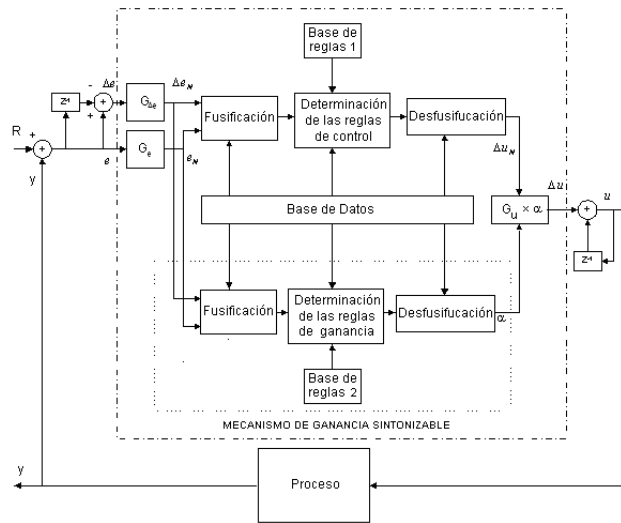 Base de
reglas 1
- Δe
G_Δe
Δe_N
z⁻¹
+
+
Fusificación
Determinación
de las reglas
de control
Desfusifucación
R +
+
G_e
e
e_N
Δu_N
y
Δu
u
G_u × α
+
Base de Datos
z⁻¹
Fusificación
Determinación
de las reglas
de ganancia
Desfusifucación
α
Base de
reglas 2
MECANISMO DE GANANCIA SINTONIZABLE
y
Proceso